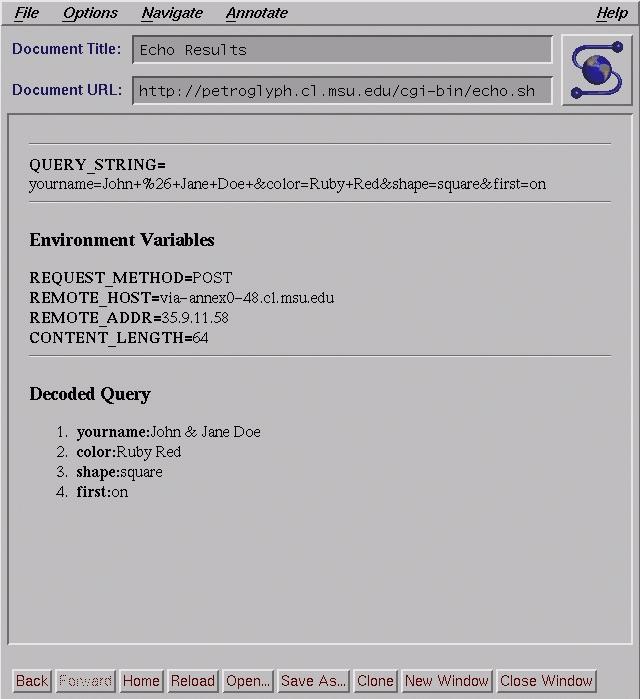 File Options Navigate Annotate Help
Document Title: Echo Results
Document URL: http://petroglyph.cl.msu.edu/cgi-bin/echo.sh
QUERY_STRING=
yourname=John+%26+Jane+Doe+&color=Ruby+Red&shape=square&first=on
Environment Variables
REQUEST_METHOD=POST
REMOTE_HOST=via-annex0-48.cl.msu.edu
REMOTE_ADDR=35.9.11.58
CONTENT_LENGTH=64
Decoded Query
1. yourname:John & Jane Doe
2. color:Ruby Red
3. shape:square
4. first:on
Back Forward Home Reload Open... Save As... Clone New Window Close Window